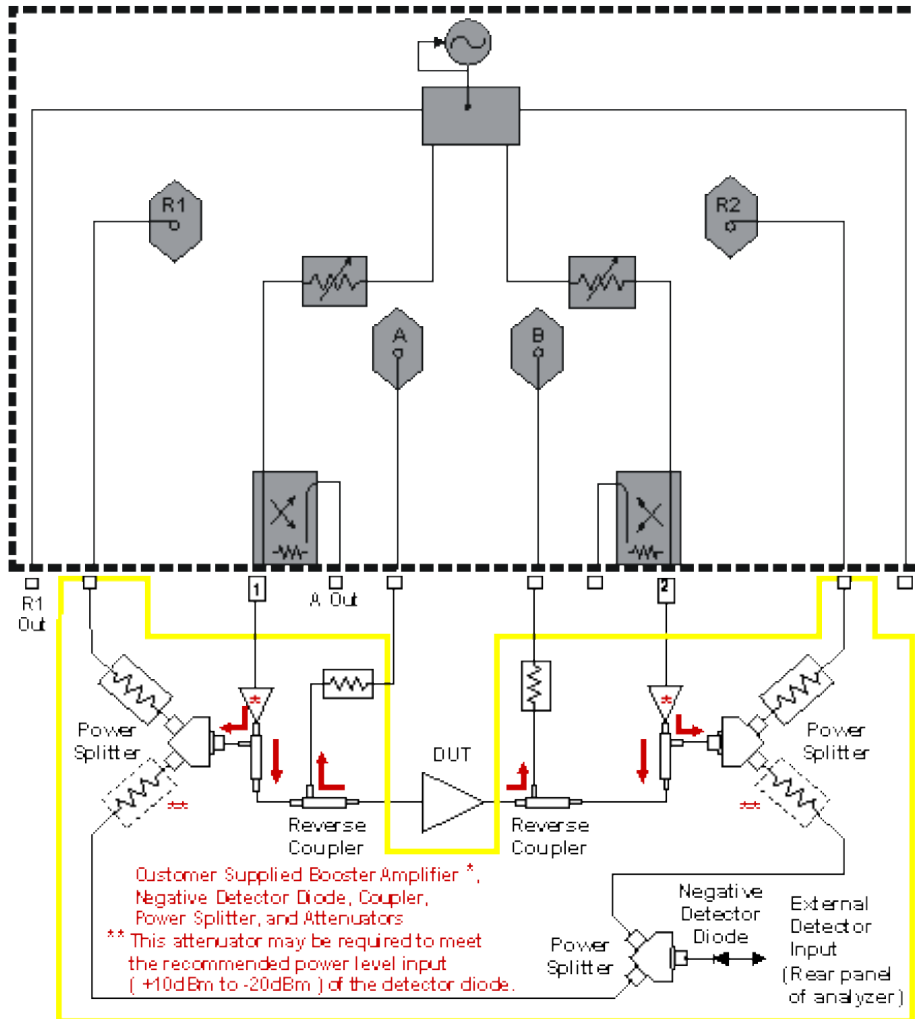 R1
R2
A
B
1
2
R1
Out
A Out
*
*
Power
Splitter
DUT
Power
Splitter
**
**
Reverse
Coupler
Reverse
Coupler
Customer Supplied Booster Amplifier *,
Negative Detector Diode, Coupler,
Power Splitter, and Attenuators
** This attenuator may be required to meet
the recommended power level input
( +10dBm to -20dBm ) of the detector diode.
Power
Splitter
Negative
Detector
Diode
External
Detector
Input
(Rear panel
of analyzer)